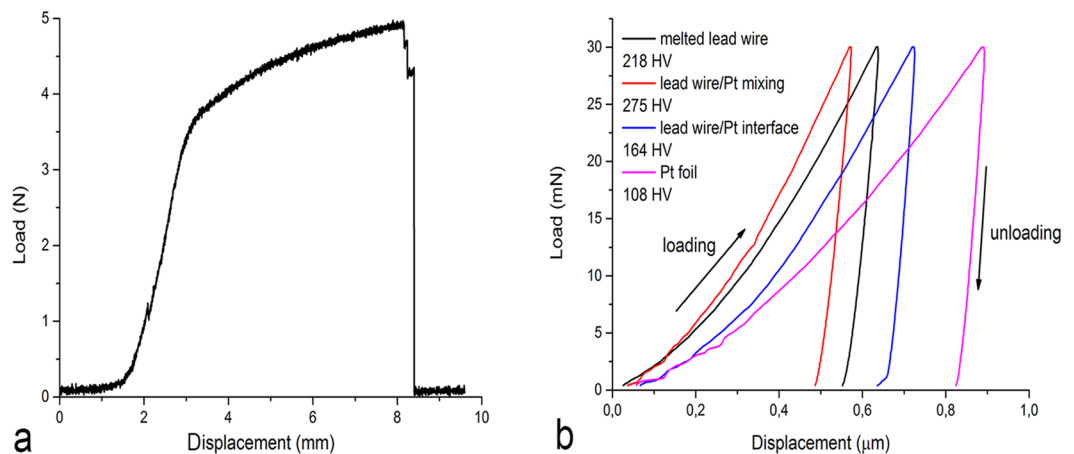 5
4
3
2
1
0
Load (N)
0
2
4
6
8
10
Displacement (mm)
a
35
30
25
20
15
10
5
0
Load (mN)
melted lead wire
218 HV
lead wire/Pt mixing
275 HV
lead wire/Pt interface
164 HV
Pt foil
108 HV
loading
unloading
0,0
0,2
0,4
0,6
0,8
1,0
Displacement (μm)
b